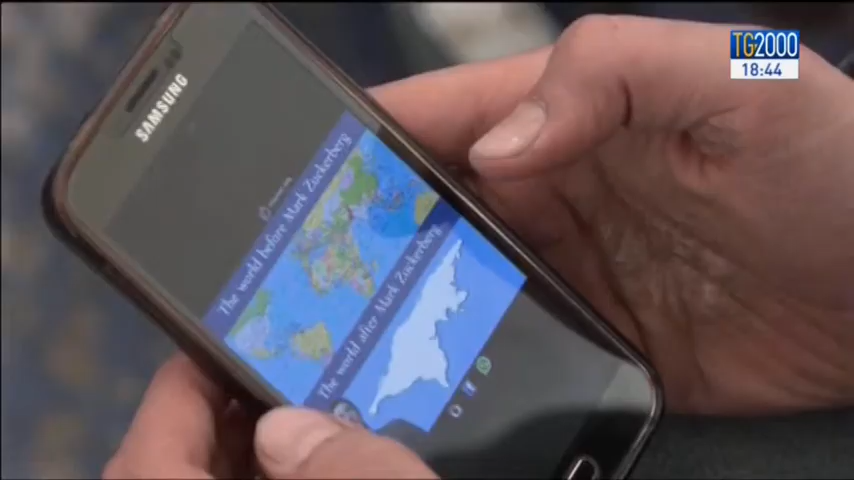 TG2000
18:44
SAMSUNG
The world before Mark Zuckerberg
The world after Mark Zuckerberg